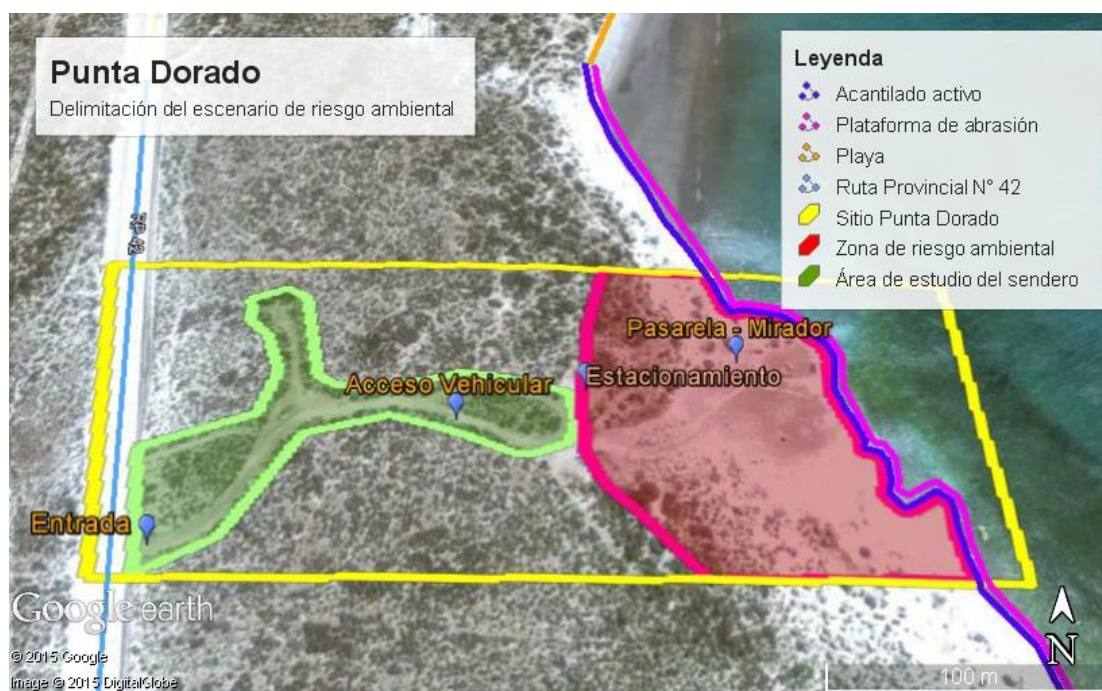 Punta Dorado
Delimitación del escenario de riesgo ambiental
Leyenda
Acantilado activo
Plataforma de abrasión
Playa
Ruta Provincial N° 42
Sitio Punta Dorado
Zona de riesgo ambiental
Área de estudio del sendero
RP-42
Pasarela - Mirador
Estacionamiento
Acceso Vehicular
Entrada
Google earth
© 2015 Google
Image © 2015 DigitalGlobe
N
100 m